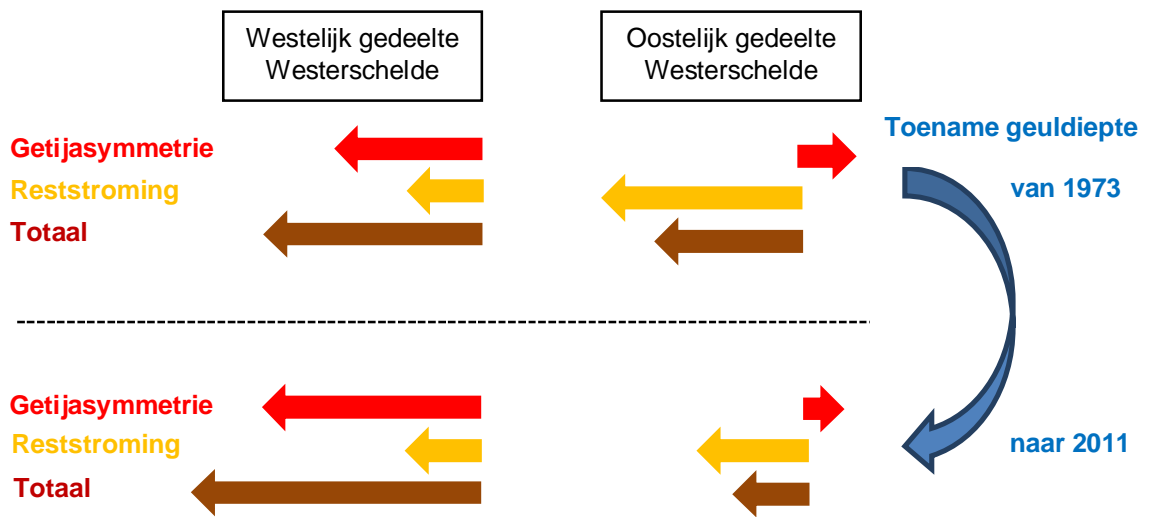 Westelijk gedeelte
Westerschelde
Oostelijk gedeelte
Westerschelde
Toename geuldiepte
Getijasymmetrie
Reststroming
van 1973
Totaal
Getijasymmetrie
Reststroming
naar 2011
Totaal